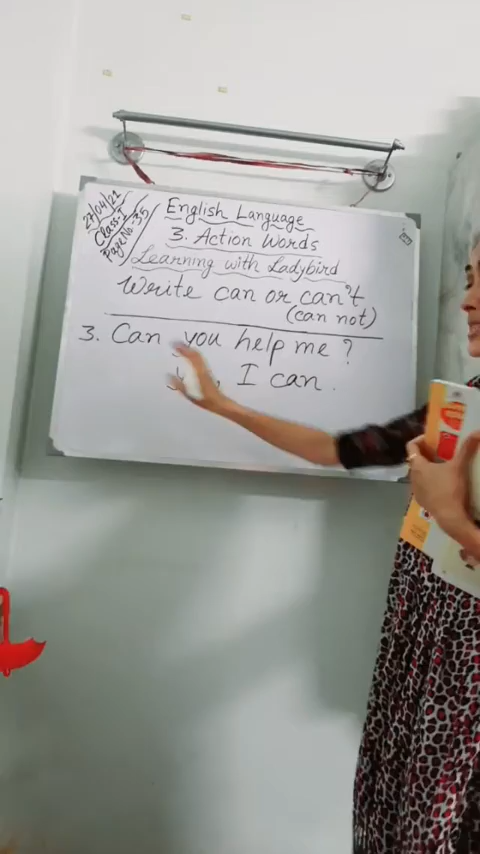 27/04/21
Class-I
Page No. 35
English Language
3. Action Words
Learning with Ladybird
Write can or can't
(can not)
3. Can you help me?
I can.